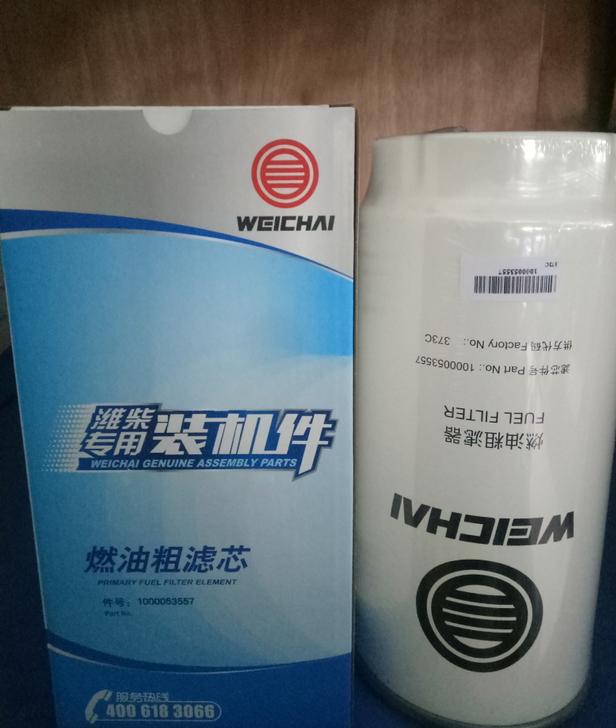 WEICHAI
潍柴
专用
装机件
WEICHAI GENUINE ASSEMBLY PARTS
燃油粗滤芯
PRIMARY FUEL FILTER ELEMENT
件号：1000053557
Part No.
服务热线
400 618 3066
WEICHAI
燃油粗滤器
FUEL FILTER
滤芯件号 Part No.: 1000053557
供方代码 Factory No.: 373C
1000053557
373C